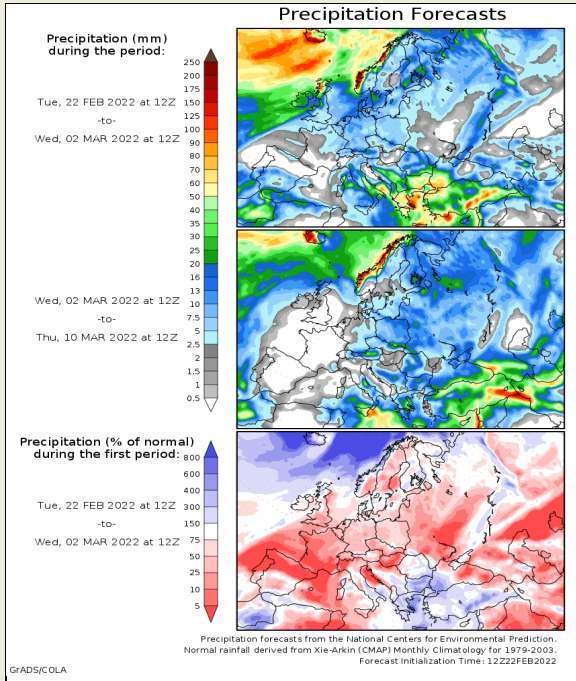 Precipitation Forecasts
Precipitation (mm)
during the period:
Tue, 22 FEB 2022 at 12Z
-to-
Wed, 02 MAR 2022 at 12Z
250
200
175
150
125
100
90
80
70
60
50
40
35
30
25
20
16
13
10
7.5
5
2.5
2
1.5
1
0.5
Wed, 02 MAR 2022 at 12Z
-to-
Thu, 10 MAR 2022 at 12Z
Precipitation (% of normal)
during the first period:
Tue, 22 FEB 2022 at 12Z
-to-
Wed, 02 MAR 2022 at 12Z
800
600
400
300
150
75
50
25
10
5
Precipitation forecasts from the National Centers for Environmental Prediction.
Normal rainfall derived from Xie-Arkin (CMAP) Monthly Climatology for 1979-2003.
Forecast Initialization Time: 12Z22FEB2022
GrADS/COLA